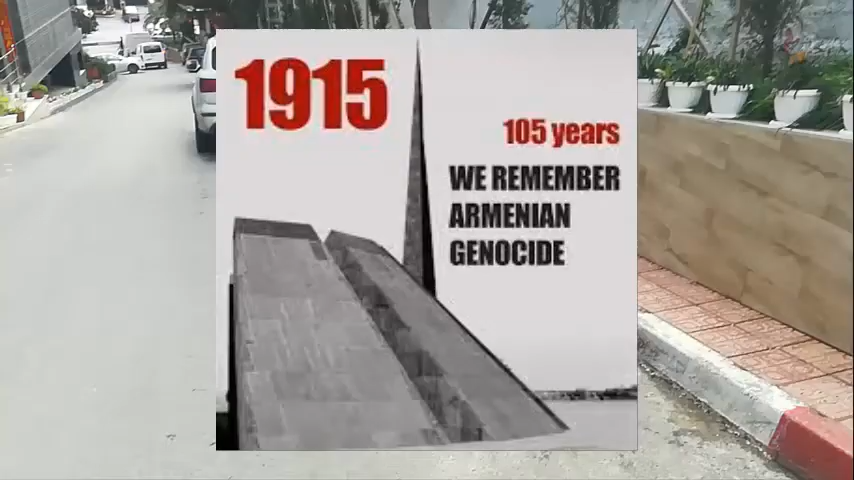 1915
105 years
WE REMEMBER
ARMENIAN
GENOCIDE